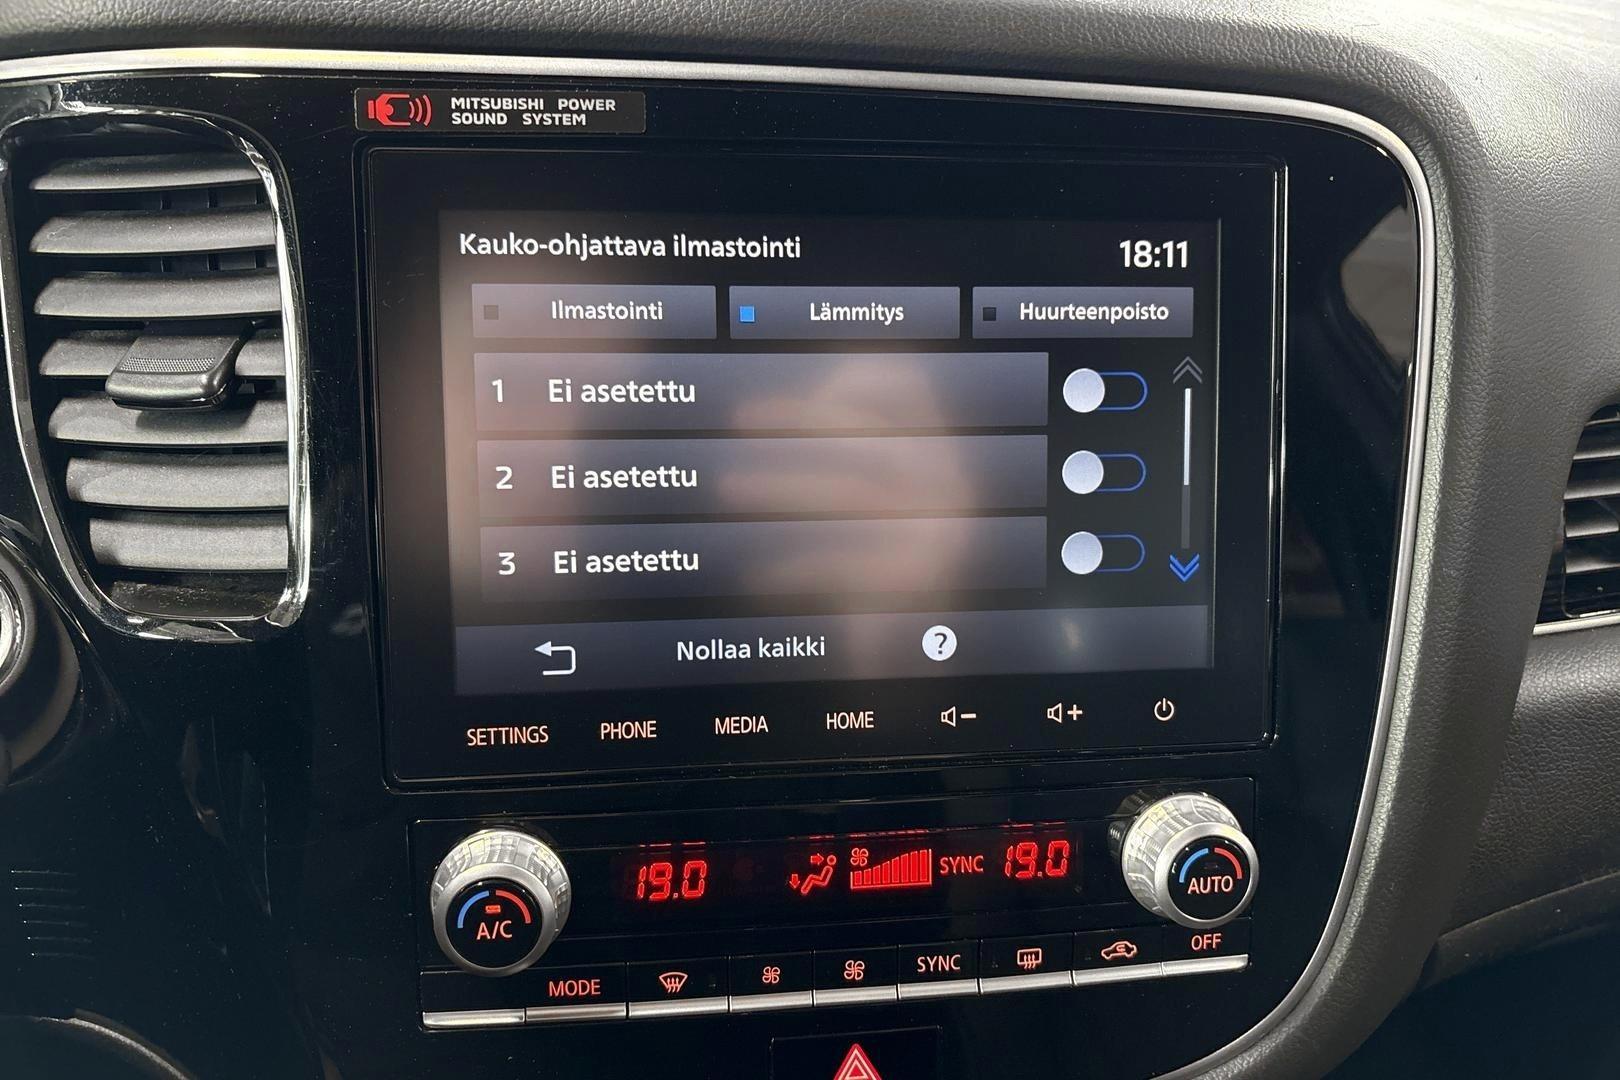 MITSUBISHI POWER
SOUND SYSTEM
Kauko-ohjattava ilmastointi 18:11
Ilmastointi Lämmitys Huurteenpoisto
1 Ei asetettu
2 Ei asetettu
3 Ei asetettu
Nollaa kaikki ?
SETTINGS PHONE MEDIA HOME
19.0 SYNC 19.0
A/C AUTO
MODE SYNC OFF